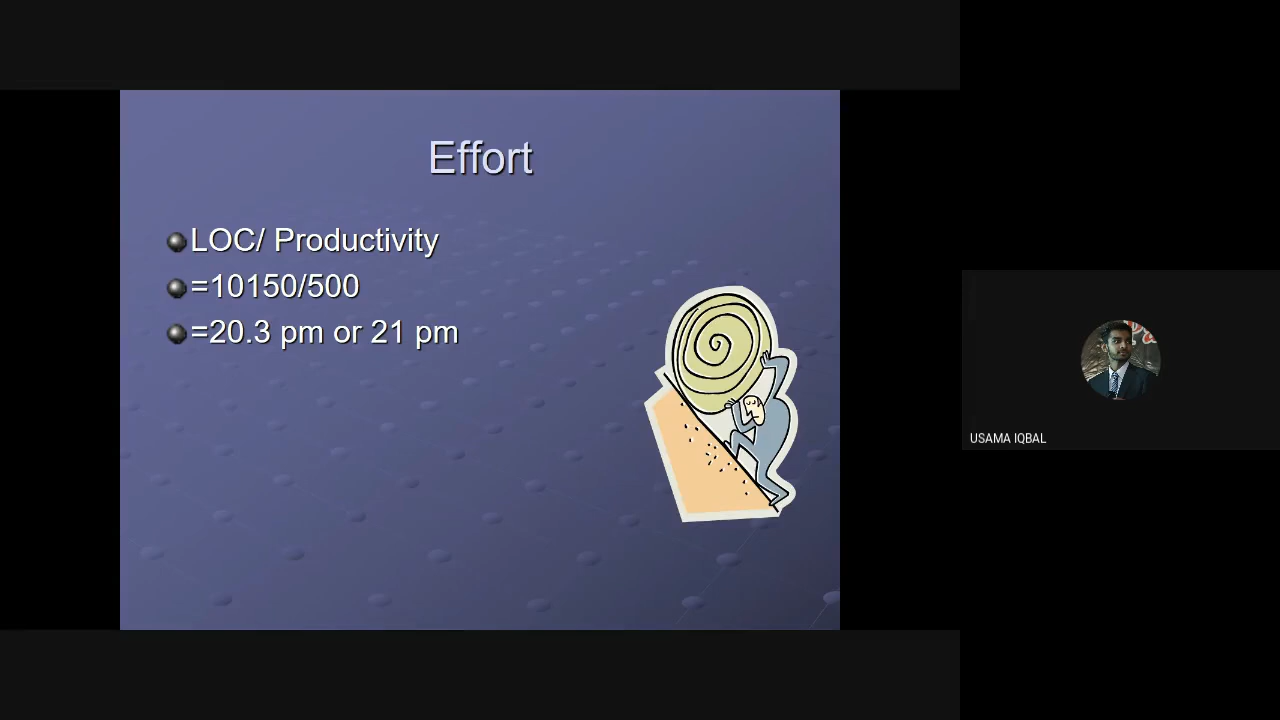 Effort
LOC/ Productivity
=10150/500
=20.3 pm or 21 pm
USAMA IQBAL